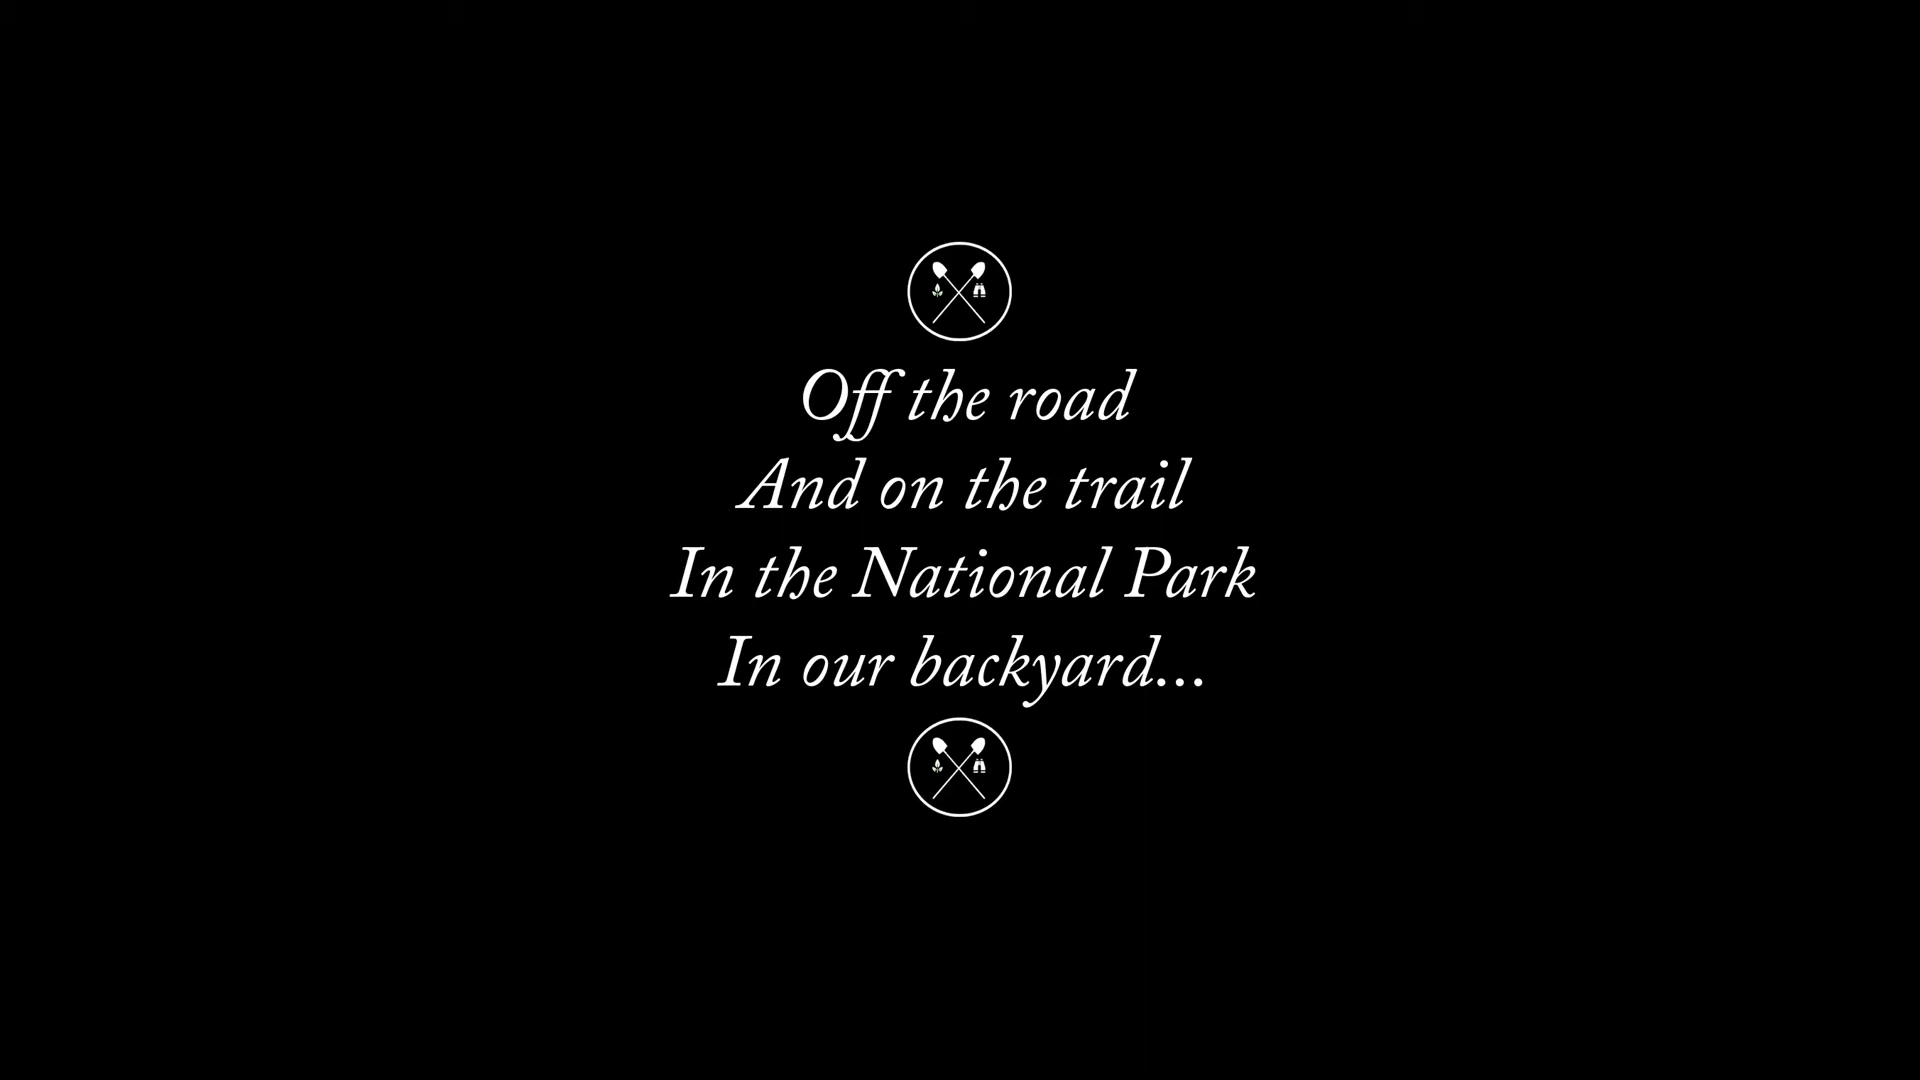 Off the road
And on the trail
In the National Park
In our backyard...